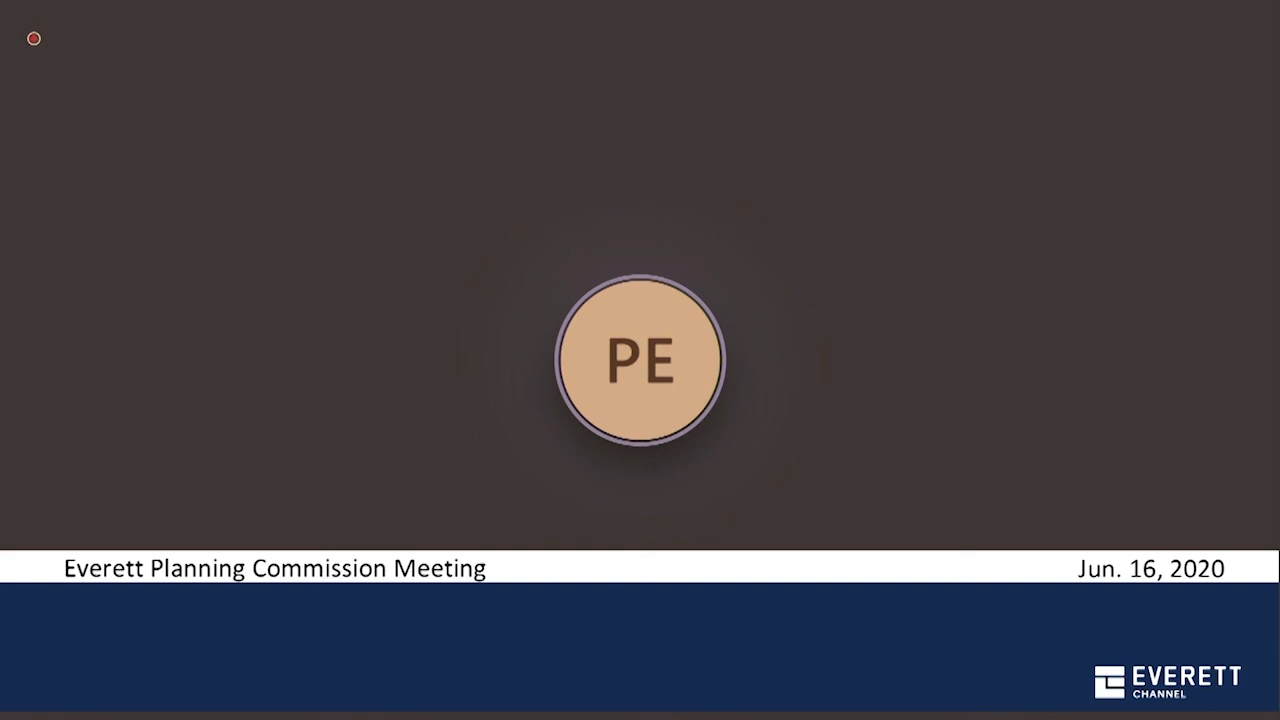 PE
Everett Planning Commission Meeting
Jun. 16, 2020
EVERETT
CHANNEL